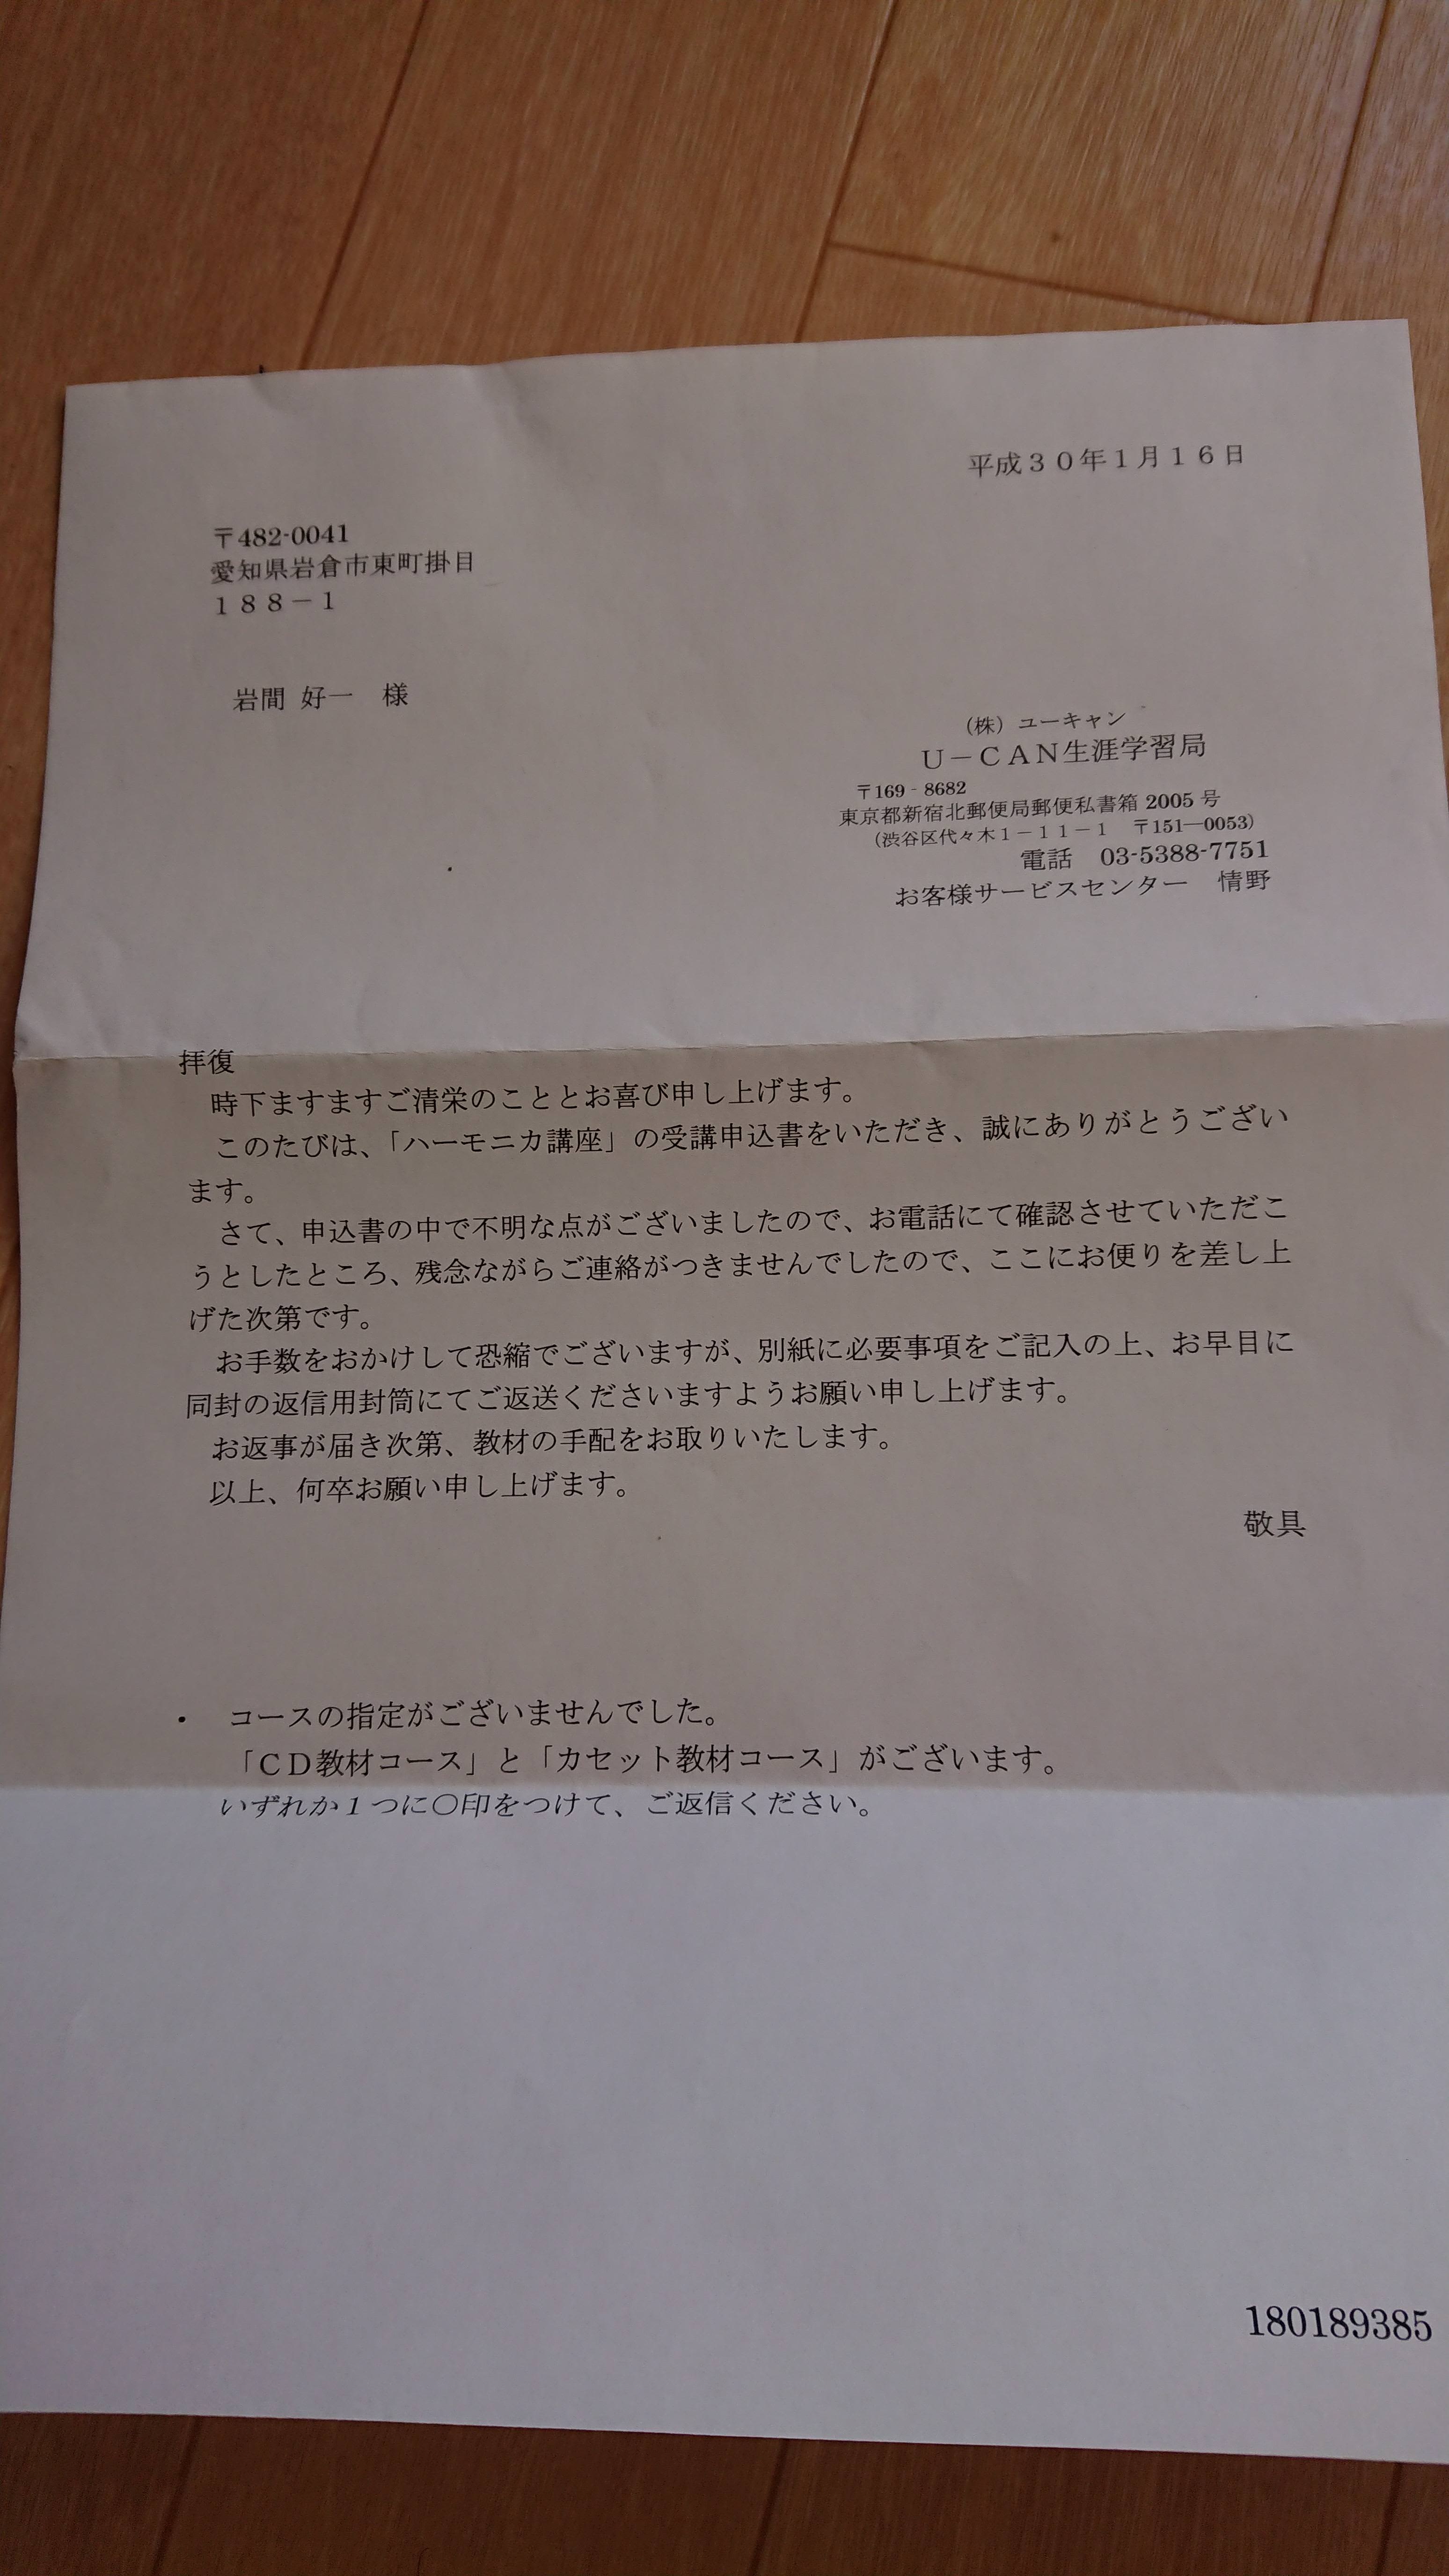 平成３０年１月１６日
〒482-0041
愛知県岩倉市東町掛目
１８８－１
岩間 好一　様
（株）ユーキャン
Ｕ－ＣＡＮ生涯学習局
〒169‐8682
東京都新宿北郵便局郵便私書箱 2005 号
（渋谷区代々木１－１１－１　〒151―0053）
電話　03-5388-7751
お客様サービスセンター　情野
拝復
時下ますますご清栄のこととお喜び申し上げます。
このたびは、「ハーモニカ講座」の受講申込書をいただき、誠にありがとうござい
ます。
さて、申込書の中で不明な点がございましたので、お電話にて確認させていただこ
うとしたところ、残念ながらご連絡がつきませんでしたので、ここにお便りを差し上
げた次第です。
お手数をおかけして恐縮でございますが、別紙に必要事項をご記入の上、お早目に
同封の返信用封筒にてご返送くださいますようお願い申し上げます。
お返事が届き次第、教材の手配をお取りいたします。
以上、何卒お願い申し上げます。
敬具
・　コースの指定がございませんでした。
「ＣＤ教材コース」と「カセット教材コース」がございます。
いずれか１つに〇印をつけて、ご返信ください。
180189385